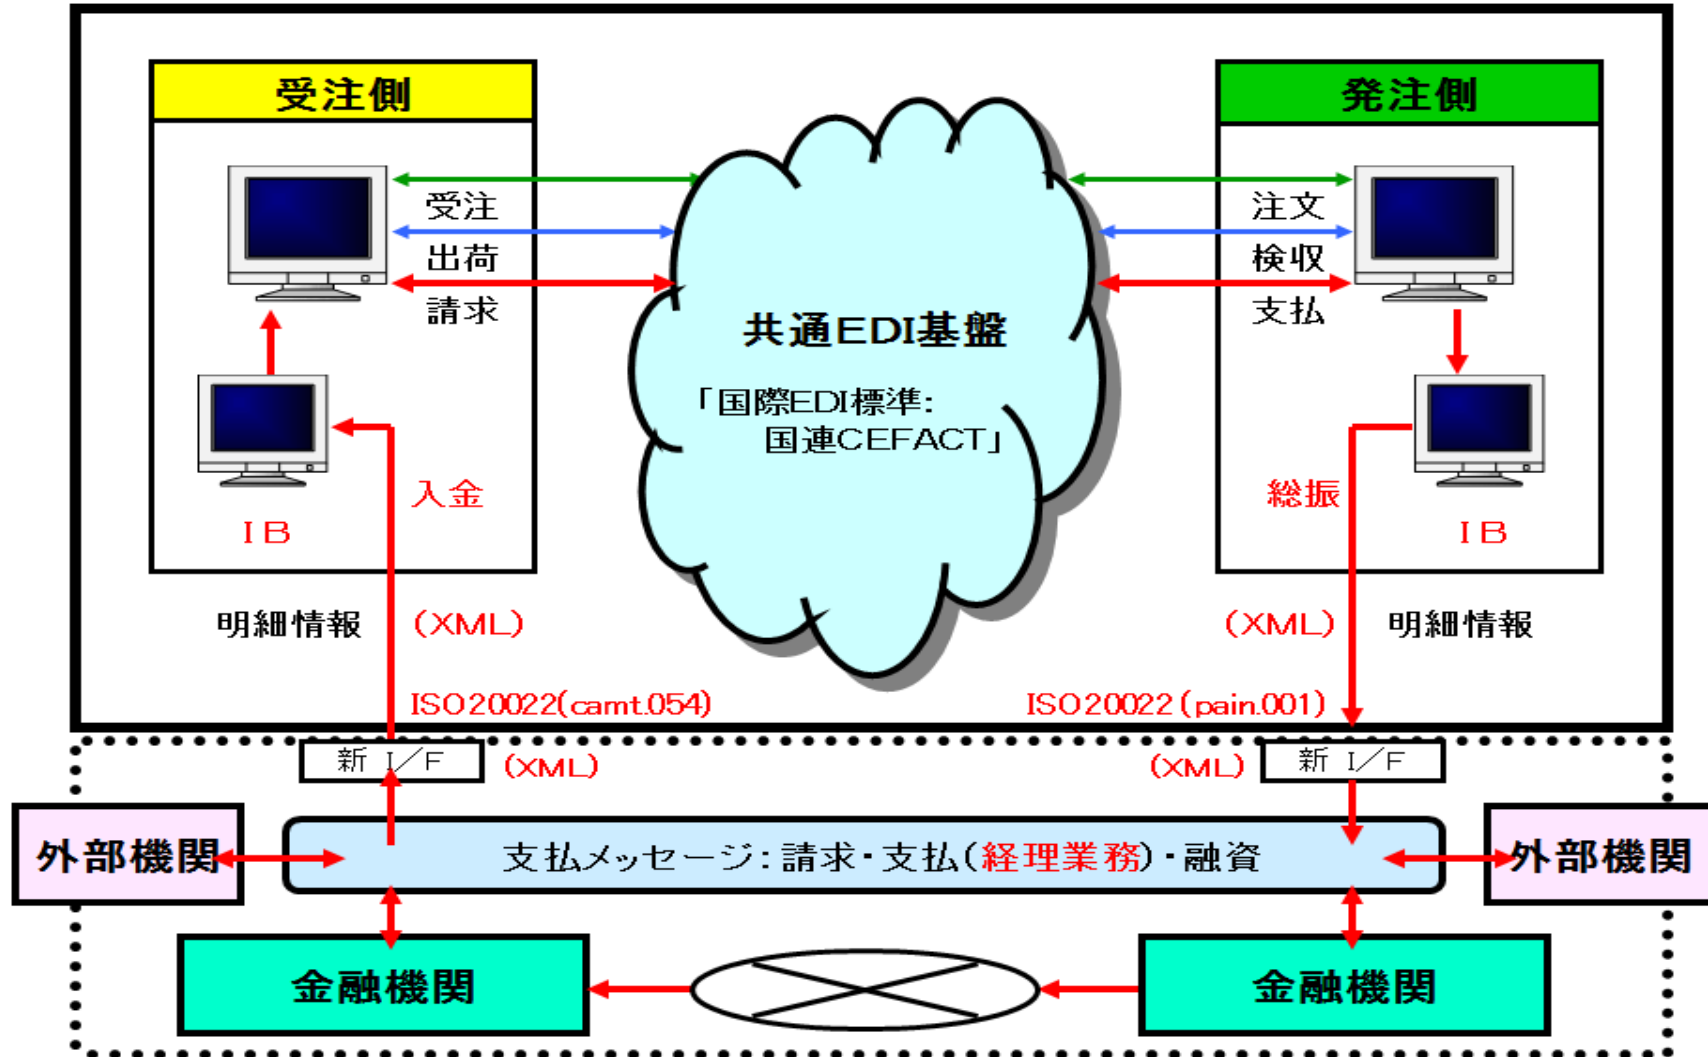 受注側
発注側
受注
出荷
請求
注文
検収
支払
共通EDI基盤
「国際EDI標準:
国連CEFACT」
入金
IB
総振
IB
明細情報
(XML)
(XML)
明細情報
ISO20022(camt.054)
ISO20022(pain.001)
新 I/F
(XML)
(XML)
新 I/F
外部機関
支払メッセージ:請求・支払(経理業務)・融資
外部機関
金融機関
金融機関